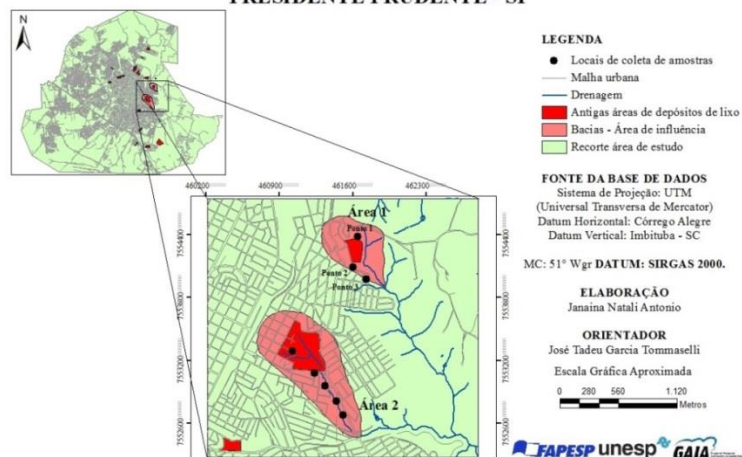 PRESIDENTE PRUDENTE - SP
N
460200 460900 461600 462300
7554400
7553800
7553200
7552600
Área 1
Ponto 1
Ponto 2
Ponto 3
Área 2
LEGENDA
Locais de coleta de amostras
Malha urbana
Drenagem
Antigas áreas de depósitos de lixo
Bacias - Área de influência
Recorte área de estudo
FONTE DA BASE DE DADOS
Sistema de Projeção: UTM
(Universal Transversa de Mercator)
Datum Horizontal: Córrego Alegre
Datum Vertical: Imbituba - SC
MC: 51° Wgr DATUM: SIRGAS 2000.
ELABORAÇÃO
Janaina Natali Antonio
ORIENTADOR
José Tadeu Garcia Tommaselli
Escala Gráfica Aproximada
0 280 560 1.120
Metros
FAPESP unesp GAIA